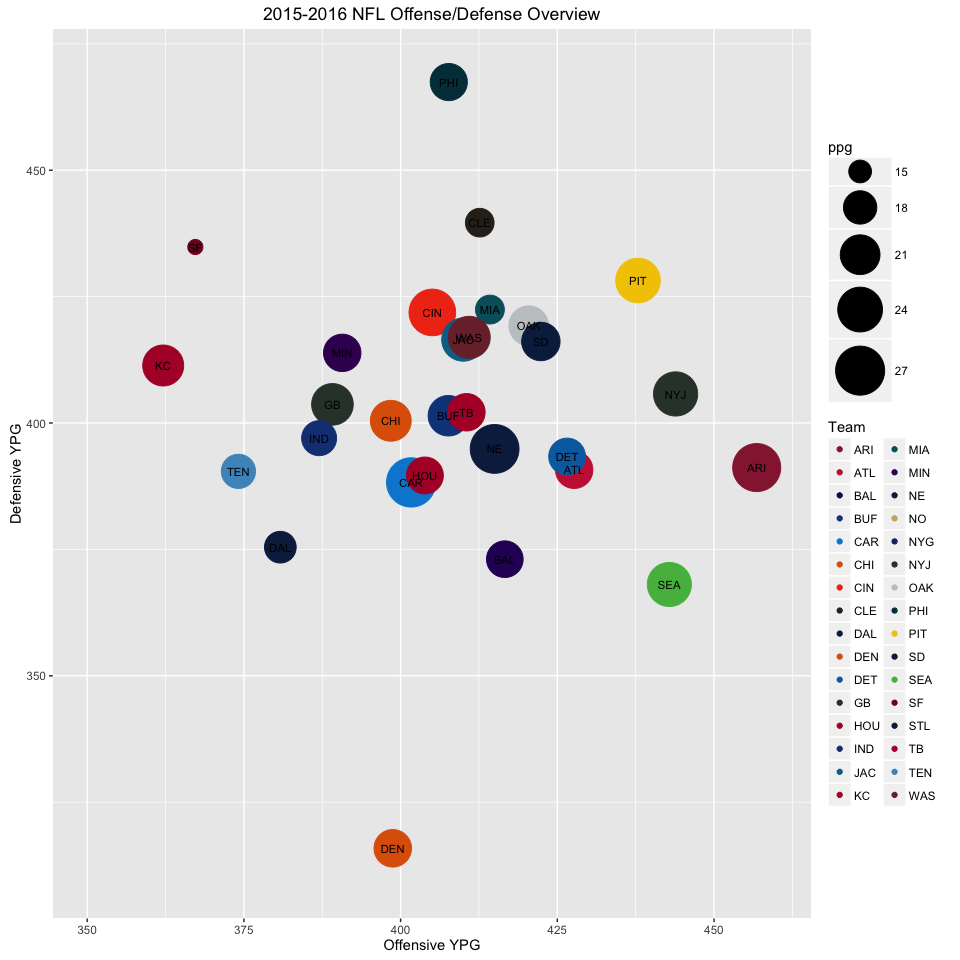 2015-2016 NFL Offense/Defense Overview
PHI
450
CLE
SF
PIT
CIN
MIA
OAK
WAS
JAC
SD
MIN
KC
NYJ
GB
BUF
TB
CHI
400
IND
NE
DET
ATL
ARI
TEN
HOU
CAR
DAL
BAL
SEA
350
DEN
Defensive YPG
350
375
400
425
450
Offensive YPG
ppg
15
18
21
24
27
Team
ARI
MIA
ATL
MIN
BAL
NE
BUF
NO
CAR
NYG
CHI
NYJ
CIN
OAK
CLE
PHI
DAL
PIT
DEN
SD
DET
SEA
GB
SF
HOU
STL
IND
TB
JAC
TEN
KC
WAS